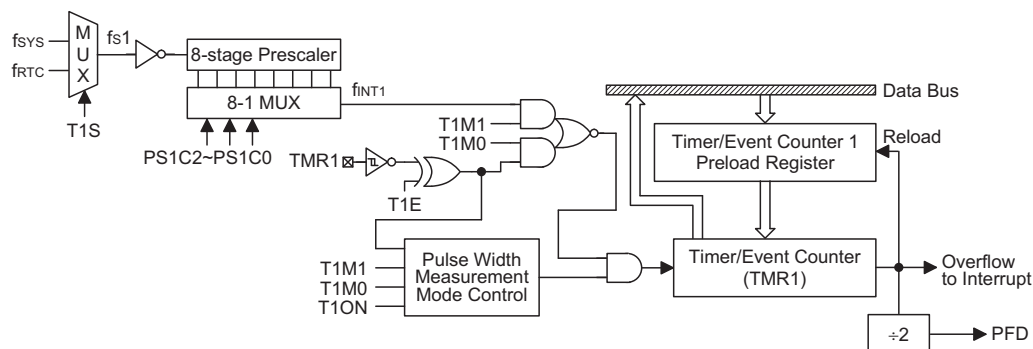 fSYS
fRTC
MUX
fS1
T1S
8-stage Prescaler
8-1 MUX
PS1C2~PS1C0
fINT1
T1M1
T1M0
TMR1
T1E
T1M1
T1M0
T1ON
Pulse Width
Measurement
Mode Control
Data Bus
Timer/Event Counter 1
Preload Register
Reload
Timer/Event Counter
(TMR1)
Overflow
to Interrupt
÷2
PFD